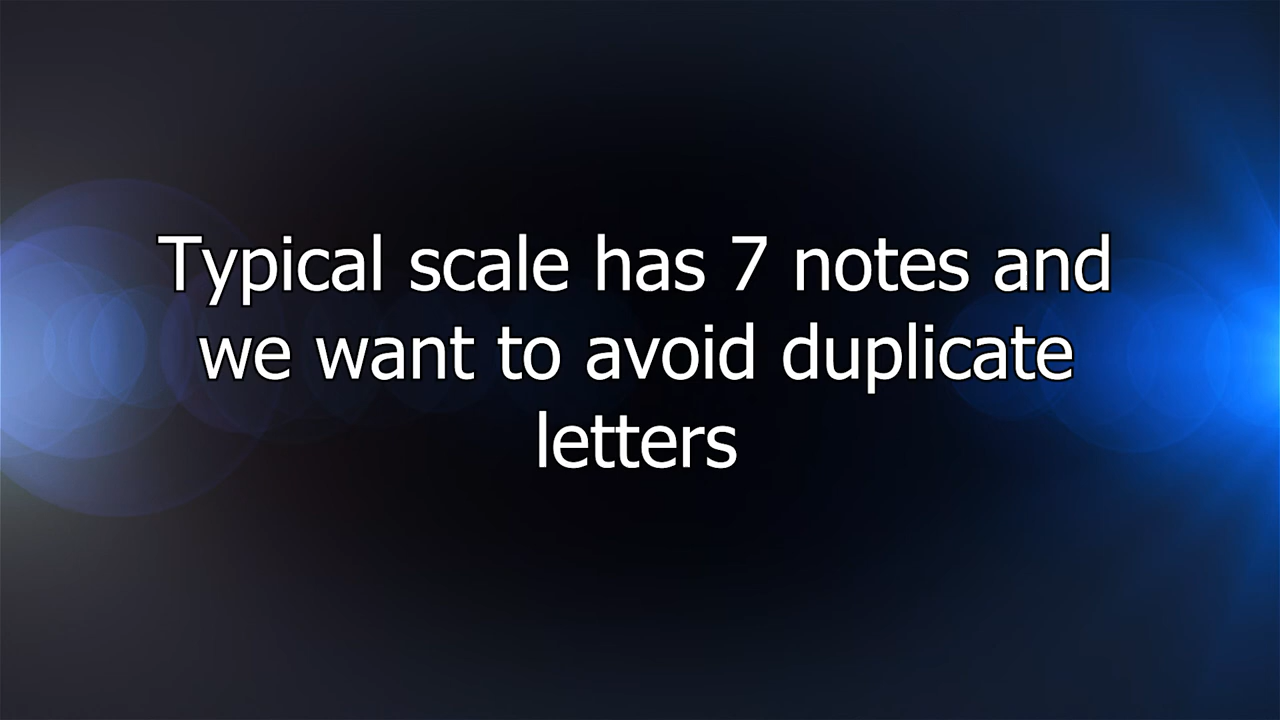 Typical scale has 7 notes and
we want to avoid duplicate
letters